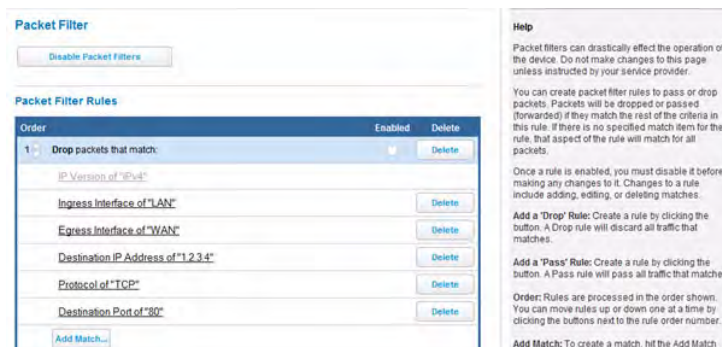 Packet Filter
Disable Packet Filters
Packet Filter Rules
Order Enabled Delete
1 Drop packets that match: Delete
IP Version of "IPv4"
Ingress Interface of "LAN" Delete
Egress Interface of "WAN" Delete
Destination IP Address of "1.2.3.4" Delete
Protocol of "TCP" Delete
Destination Port of "80" Delete
Add Match...
Help
Packet filters can drastically effect the operation of
the device. Do not make changes to this page
unless instructed by your service provider.
You can create packet filter rules to pass or drop
packets. Packets will be dropped or passed
(forwarded) if they match the rest of the criteria in
this rule. If there is no specified match item for the
rule, that aspect of the rule will match for all
packets.
Once a rule is enabled, you must disable it before
making any changes to it. Changes to a rule
include adding, editing, or deleting matches.
Add a 'Drop' Rule: Create a rule by clicking the
button. A Drop rule will discard all traffic that
matches.
Add a 'Pass' Rule: Create a rule by clicking the
button. A Pass rule will pass all traffic that matche
Order: Rules are processed in the order shown.
You can move rules up or down one at a time by
clicking the buttons next to the rule order number.
Add Match: To create a match, hit the Add Match